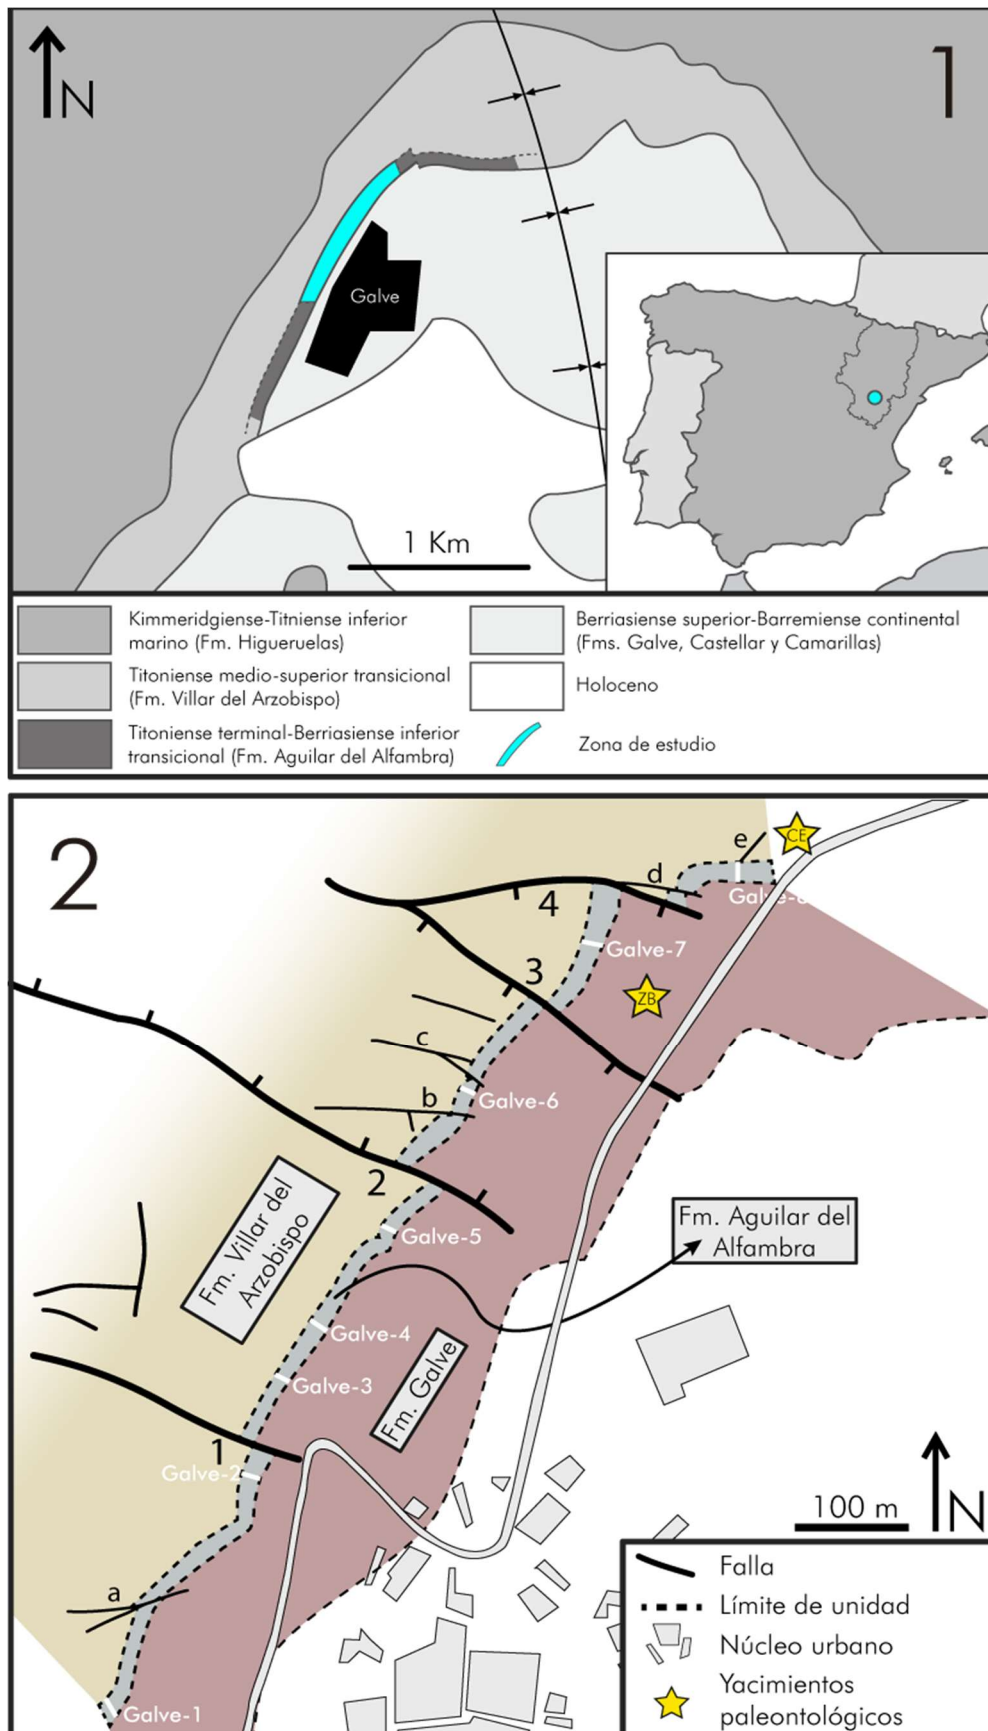 1
N
Galve
1 Km
Kimmeridgiense-Titniense inferior
marino (Fm. Higueruelas)
Titoniense medio-superior transicional
(Fm. Villar del Arzobispo)
Titoniense terminal-Berriasiense inferior
transicional (Fm. Aguilar del Alfambra)
Berriasiense superior-Barremiense continental
(Fms. Galve, Castellar y Camarillas)
Holoceno
Zona de estudio
2
CE
e
d
Galve-8
4
Galve-7
3
ZB
c
b
Galve-6
2
Galve-5
Fm. Villar del
Arzobispo
Fm. Aguilar del
Alfambra
Galve-4
Galve-3
Fm. Galve
1
Galve-2
a
Galve-1
100 m
N
Falla
Límite de unidad
Núcleo urbano
Yacimientos
paleontológicos